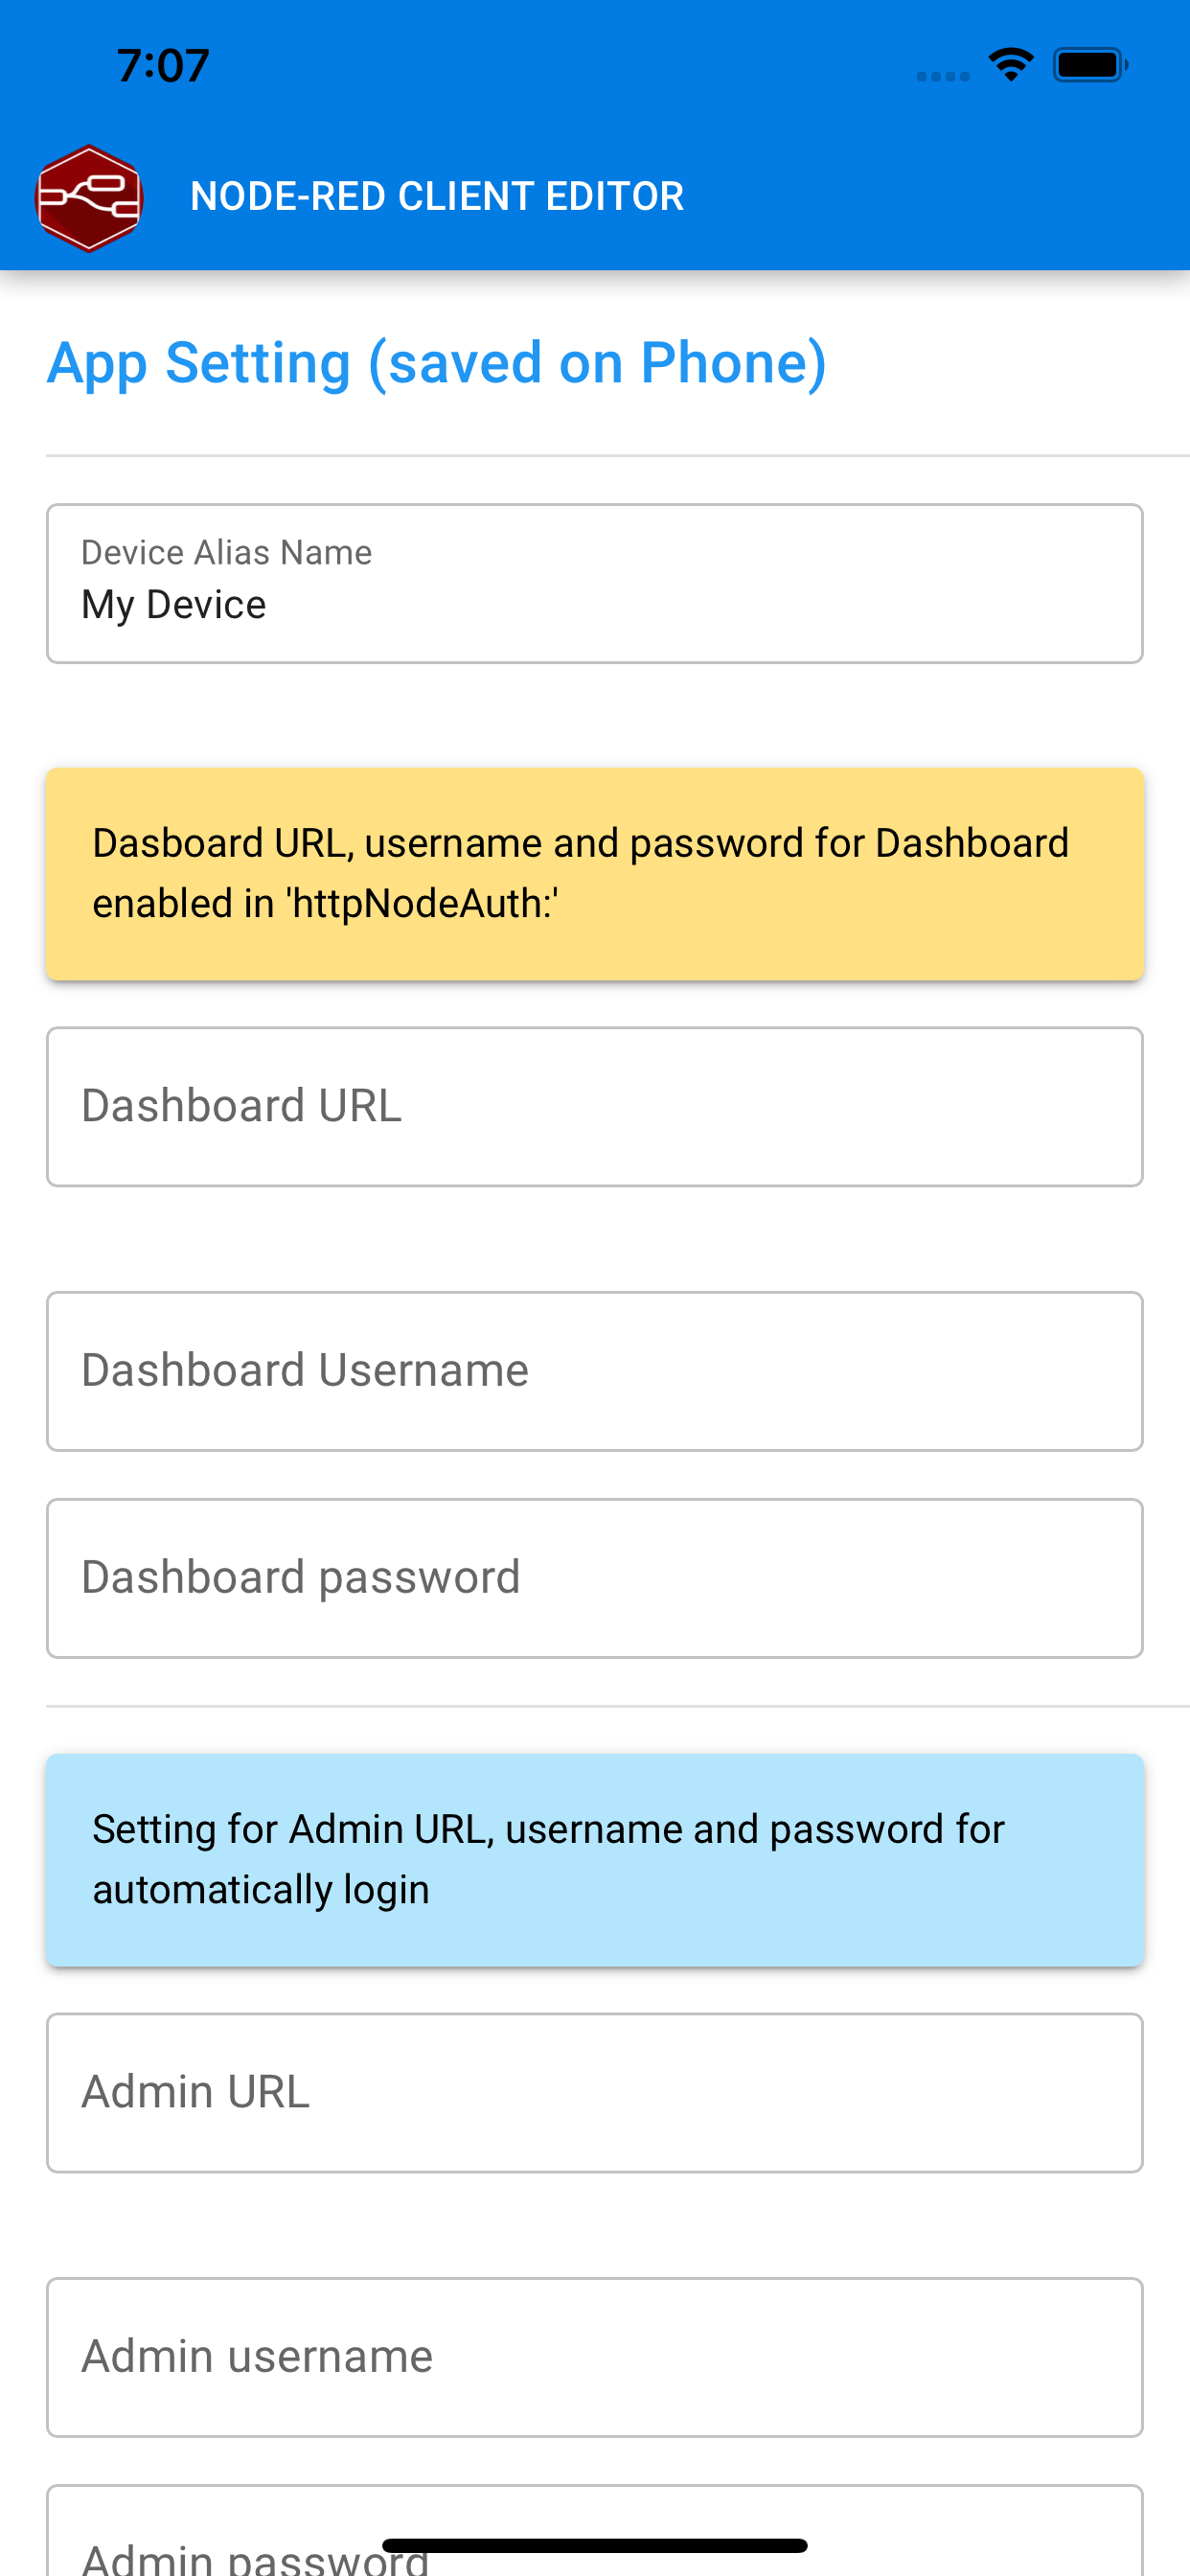 7:07
NODE-RED CLIENT EDITOR
App Setting (saved on Phone)
Device Alias Name
My Device
Dasboard URL, username and password for Dashboard
enabled in 'httpNodeAuth:'
Dashboard URL
Dashboard Username
Dashboard password
Setting for Admin URL, username and password for
automatically login
Admin URL
Admin username
Admin password